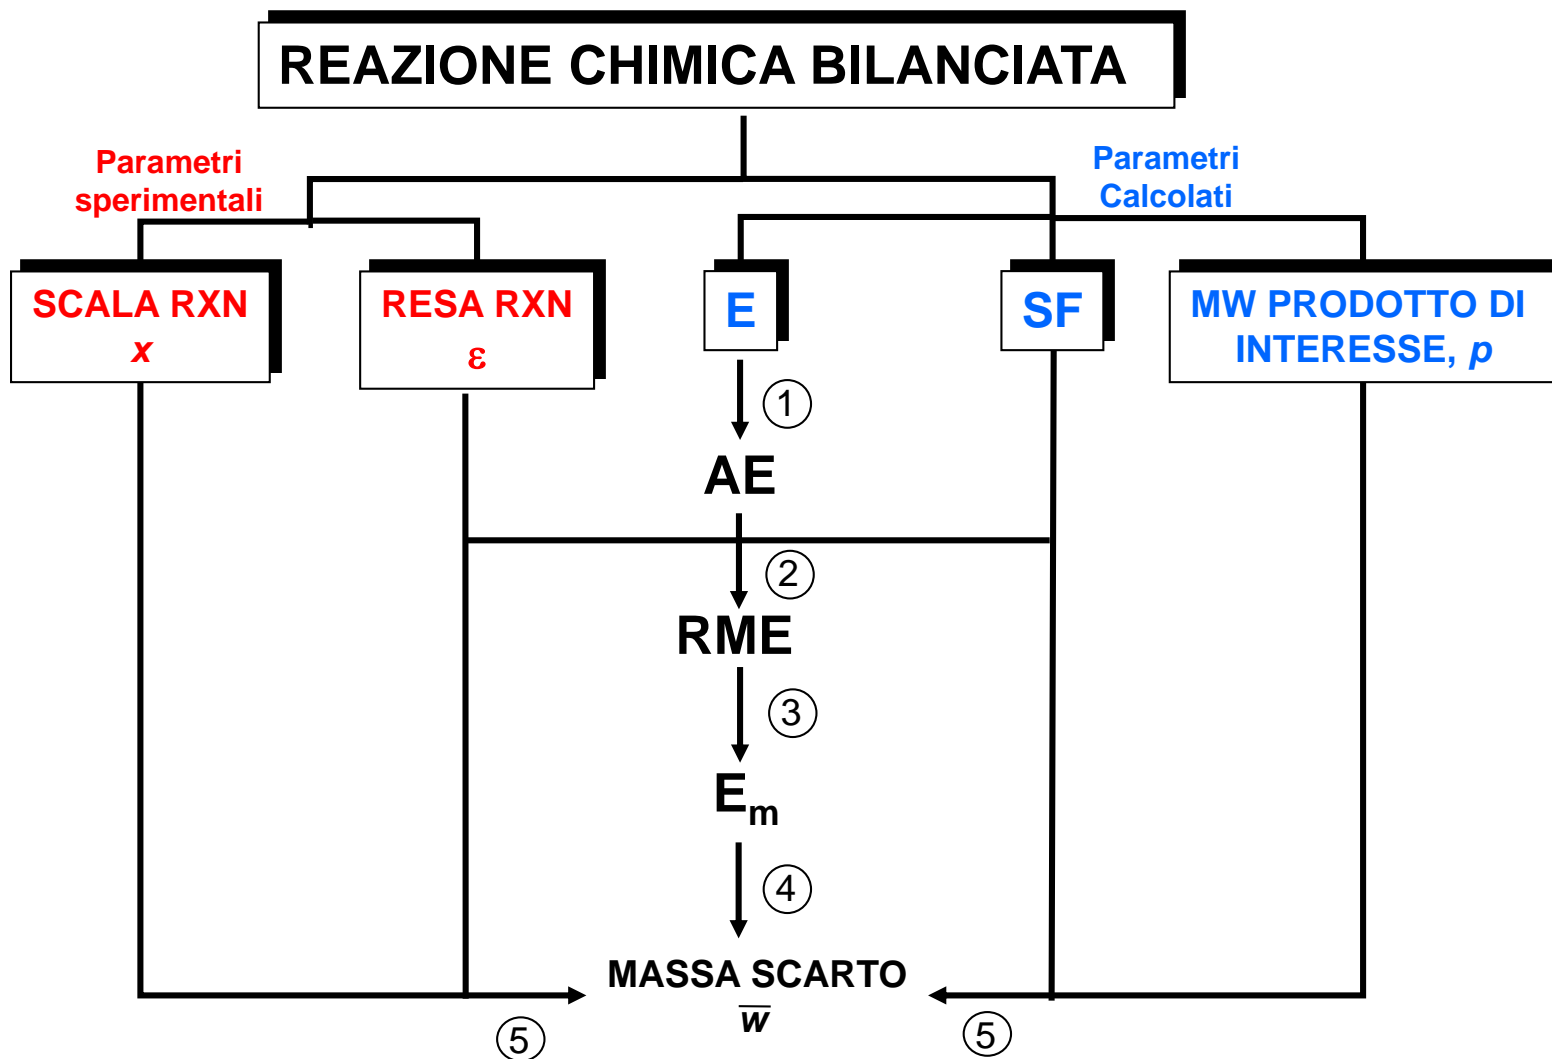 REAZIONE CHIMICA BILANCIATA
Parametri
sperimentali
Parametri
Calcolati
SCALA RXN
x
RESA RXN
ε
E
SF
MW PRODOTTO DI
INTERESSE, p
1
AE
2
RME
3
Em
4
MASSA SCARTO
w̅
5
5